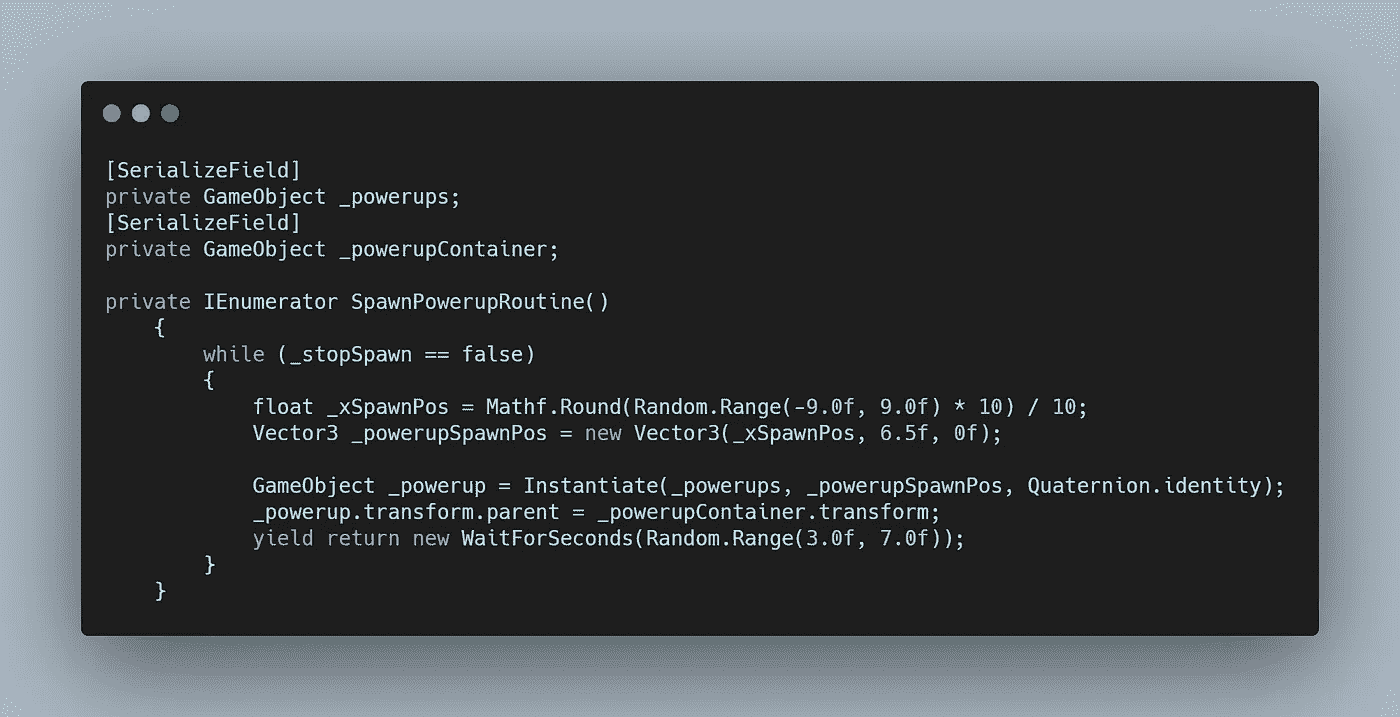 [SerializeField]
private GameObject _powerups;
[SerializeField]
private GameObject _powerupContainer;

private IEnumerator SpawnPowerupRoutine()
    {
        while (_stopSpawn == false)
        {
            float _xSpawnPos = Mathf.Round(Random.Range(-9.0f, 9.0f) * 10) / 10;
            Vector3 _powerupSpawnPos = new Vector3(_xSpawnPos, 6.5f, 0f);

            GameObject _powerup = Instantiate(_powerups, _powerupSpawnPos, Quaternion.identity);
            _powerup.transform.parent = _powerupContainer.transform;
            yield return new WaitForSeconds(Random.Range(3.0f, 7.0f));
        }
    }